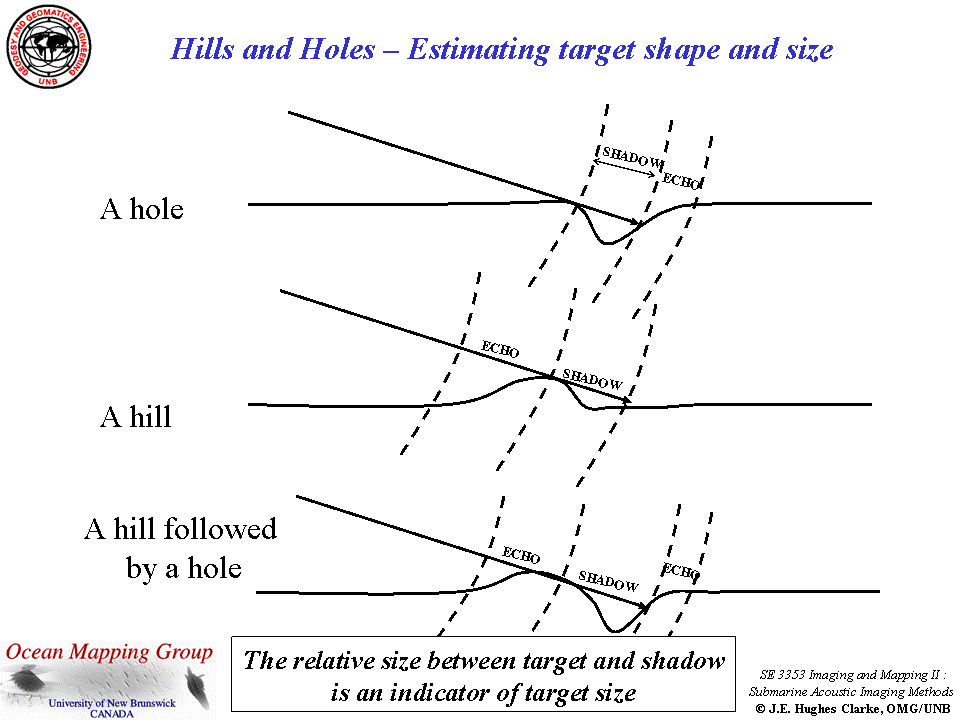 GEODESY AND GEOMATICS ENGINEERING
UNB
Hills and Holes – Estimating target shape and size
SHADOW
ECHO
A hole
ECHO
SHADOW
A hill
A hill followed
by a hole
ECHO
SHADOW
ECHO
Ocean Mapping Group
University of New Brunswick
CANADA
The relative size between target and shadow
is an indicator of target size
SE 3353 Imaging and Mapping II :
Submarine Acoustic Imaging Methods
© J.E. Hughes Clarke, OMG/UNB